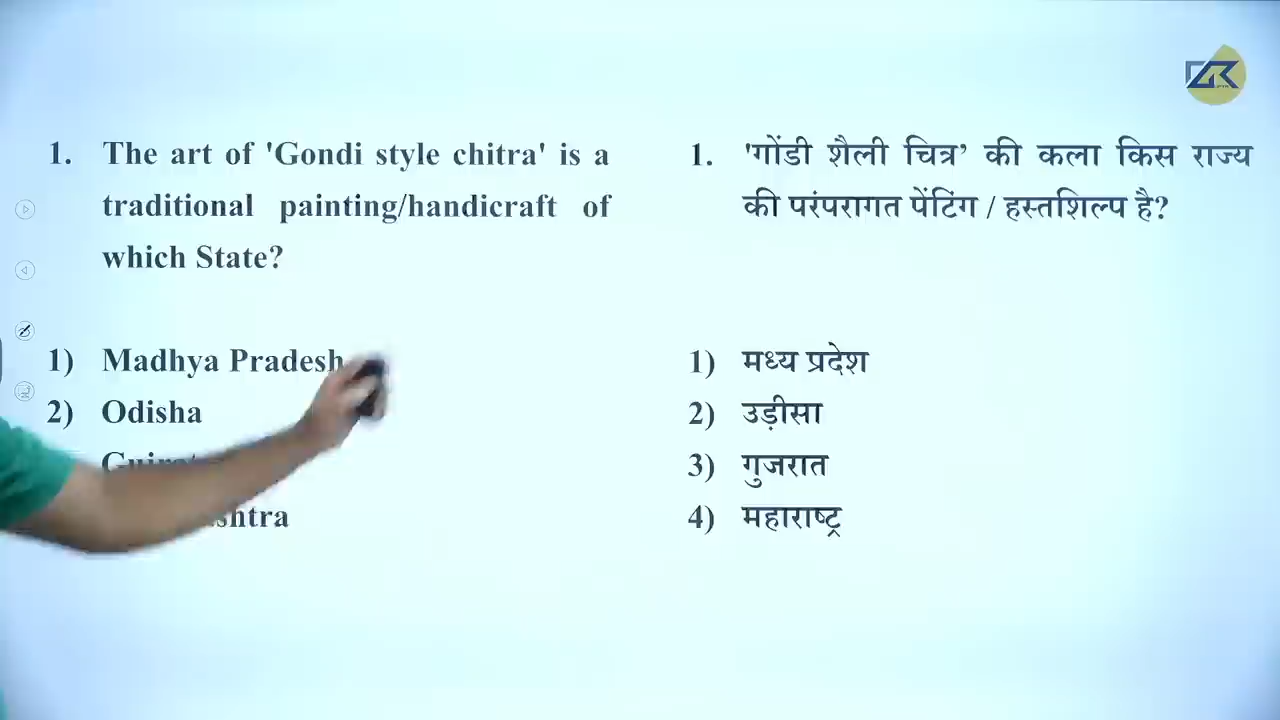 1. The art of 'Gondi style chitra' is a
traditional painting/handicraft of
which State?
1) Madhya Pradesh
2) Odisha
1. 'गोंडी शैली चित्र’ की कला किस राज्य
की परंपरागत पेंटिंग / हस्तशिल्प है?
1) मध्य प्रदेश
2) उड़ीसा
3) गुजरात
4) महाराष्ट्र